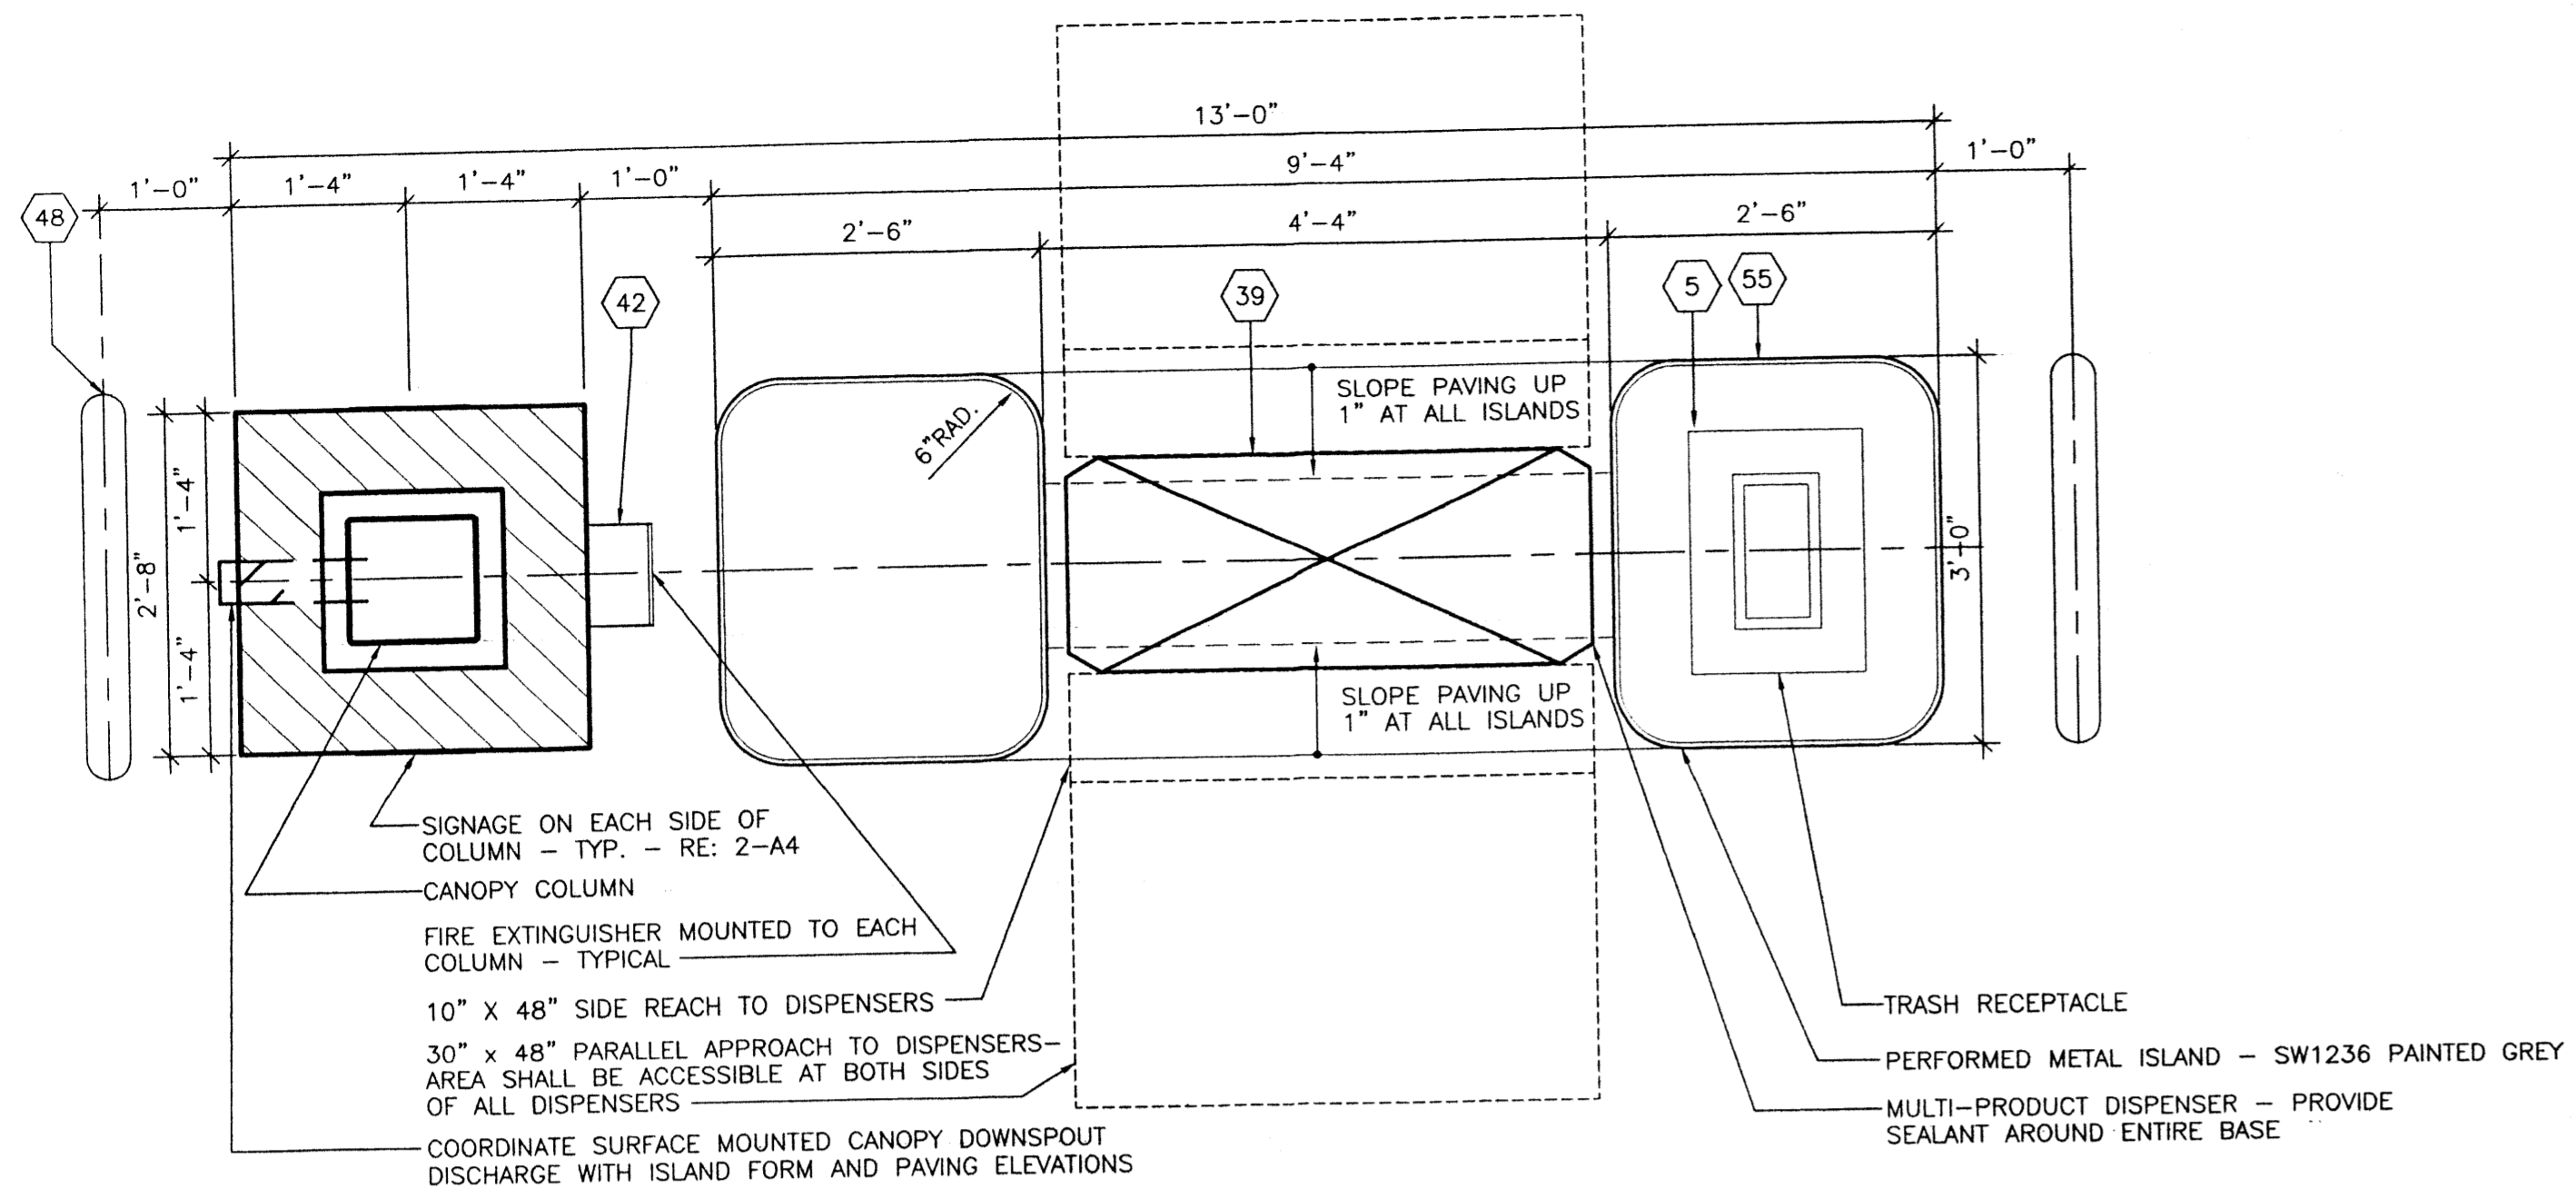 13'-0"
9'-4"
1'-0"
1'-0"
1'-4"
1'-4"
1'-0"
48
2'-6"
4'-4"
2'-6"
42
39
5
55
SLOPE PAVING UP
1" AT ALL ISLANDS
6"RAD.
1'-4"
2'-8"
1'-4"
3'-0"
SLOPE PAVING UP
1" AT ALL ISLANDS
SIGNAGE ON EACH SIDE OF
COLUMN – TYP. – RE: 2-A4
CANOPY COLUMN
FIRE EXTINGUISHER MOUNTED TO EACH
COLUMN – TYPICAL
10" X 48" SIDE REACH TO DISPENSERS
30" x 48" PARALLEL APPROACH TO DISPENSERS–
AREA SHALL BE ACCESSIBLE AT BOTH SIDES
OF ALL DISPENSERS
COORDINATE SURFACE MOUNTED CANOPY DOWNSPOUT
DISCHARGE WITH ISLAND FORM AND PAVING ELEVATIONS
TRASH RECEPTACLE
PERFORMED METAL ISLAND – SW1236 PAINTED GREY
MULTI–PRODUCT DISPENSER – PROVIDE
SEALANT AROUND ENTIRE BASE